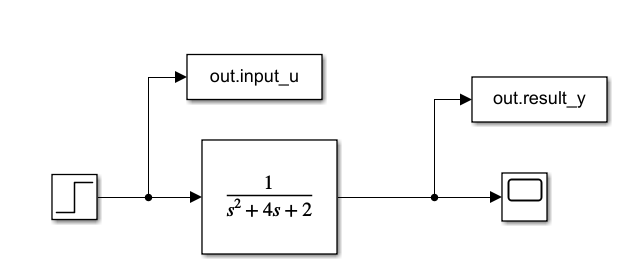 out.input_u
out.result_y
1
s² + 4s + 2